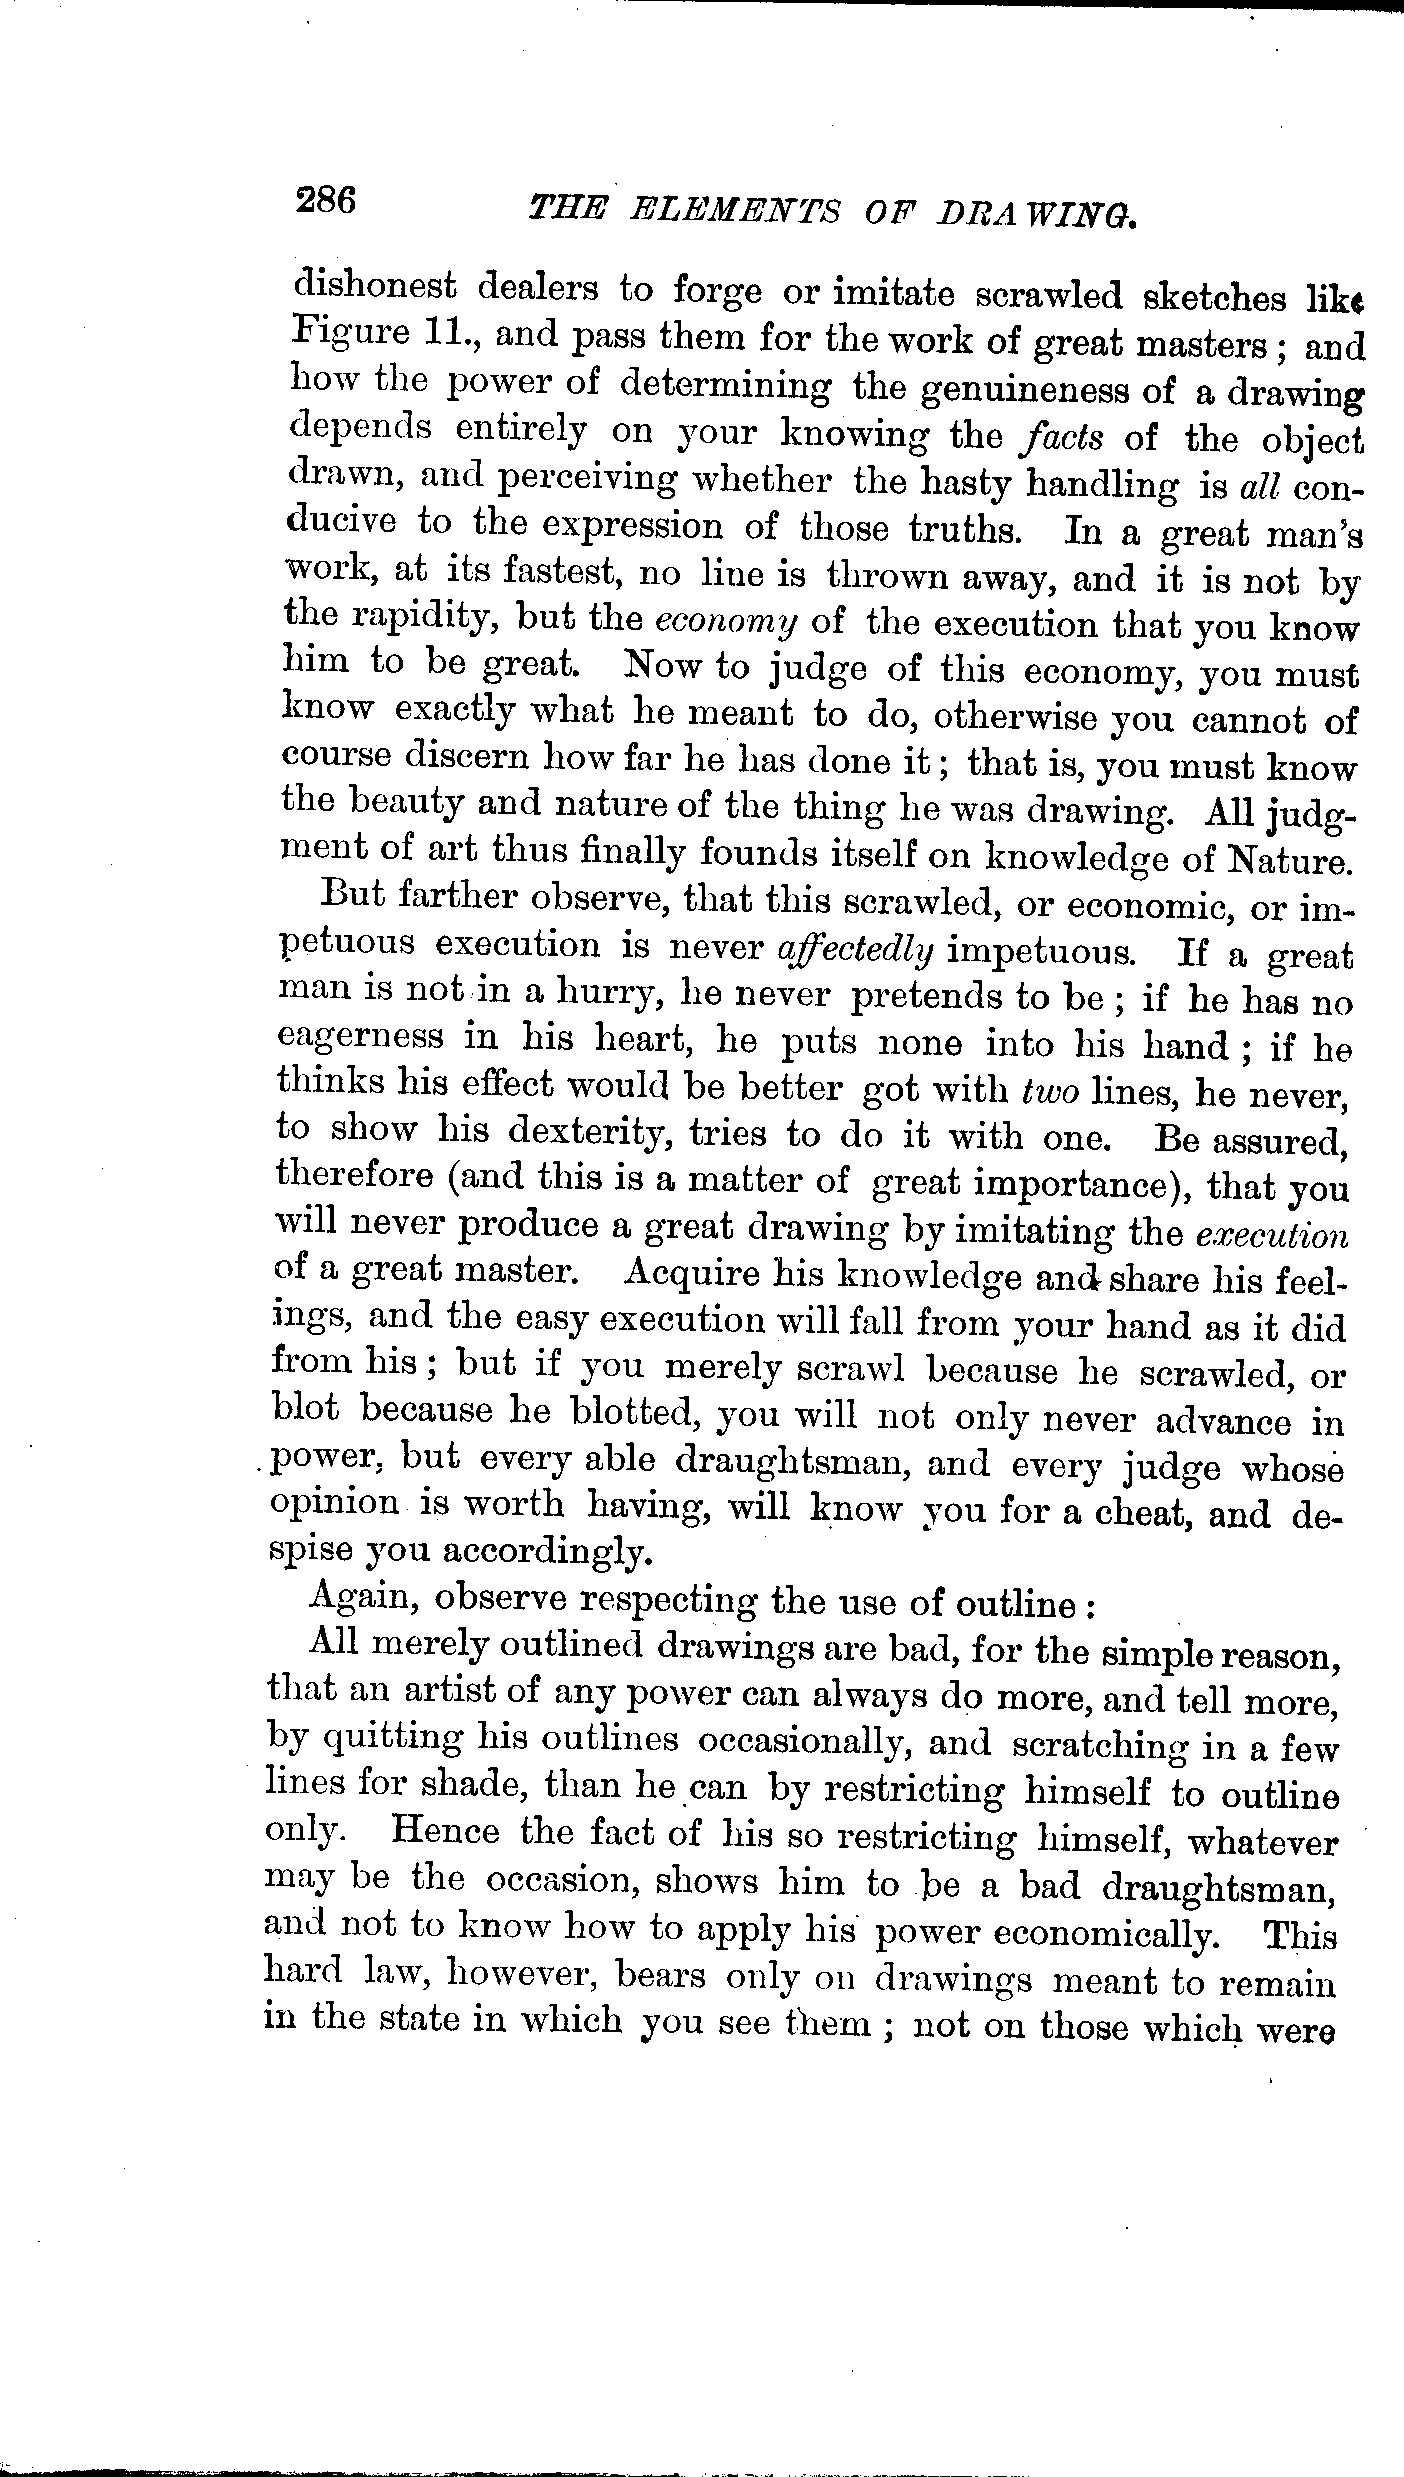 286 THE ELEMENTS OF DRAWING.
dishonest dealers to forge or imitate scrawled sketches like
Figure 11., and pass them for the work of great masters; and
how the power of determining the genuineness of a drawing
depends entirely on your knowing the facts of the object
drawn, and perceiving whether the hasty handling is all con-
ducive to the expression of those truths. In a great man's
work, at its fastest, no line is thrown away, and it is not by
the rapidity, but the economy of the execution that you know
him to be great. Now to judge of this economy, you must
know exactly what he meant to do, otherwise you cannot of
course discern how far he has done it; that is, you must know
the beauty and nature of the thing he was drawing. All judg-
ment of art thus finally founds itself on knowledge of Nature.
But farther observe, that this scrawled, or economic, or im-
petuous execution is never affectedly impetuous. If a great
man is not in a hurry, he never pretends to be; if he has no
eagerness in his heart, he puts none into his hand; if he
thinks his effect would be better got with two lines, he never,
to show his dexterity, tries to do it with one. Be assured,
therefore (and this is a matter of great importance), that you
will never produce a great drawing by imitating the execution
of a great master. Acquire his knowledge and share his feel-
ings, and the easy execution will fall from your hand as it did
from his; but if you merely scrawl because he scrawled, or
blot because he blotted, you will not only never advance in
power, but every able draughtsman, and every judge whose
opinion is worth having, will know you for a cheat, and de-
spise you accordingly.
Again, observe respecting the use of outline:
All merely outlined drawings are bad, for the simple reason,
that an artist of any power can always do more, and tell more,
by quitting his outlines occasionally, and scratching in a few
lines for shade, than he can by restricting himself to outline
only. Hence the fact of his so restricting himself, whatever
may be the occasion, shows him to be a bad draughtsman,
and not to know how to apply his power economically. This
hard law, however, bears only on drawings meant to remain
in the state in which you see them; not on those which were